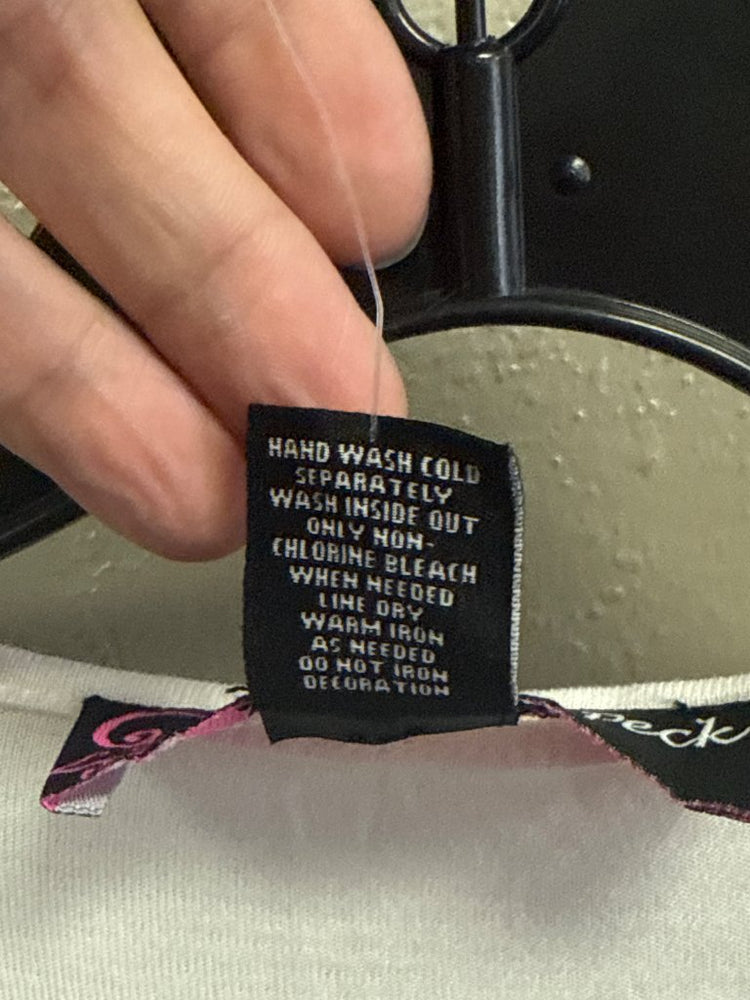 HAND WASH COLD
SEPARATELY
WASH INSIDE OUT
ONLY NON-
CHLORINE BLEACH
WHEN NEEDED
LINE DRY
WARM IRON
AS NEEDED
DO NOT IRON
DECORATION